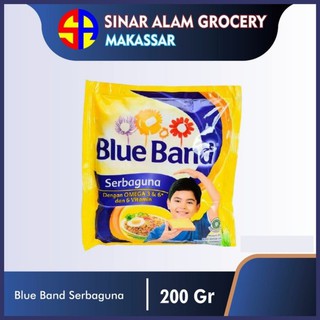 SINAR ALAM GROCERY
MAKASSAR
Blue Band
Serbaguna
Dengan OMEGA 3 & 6*
dan 6 VITAMIN
Blue Band Serbaguna
200 Gr